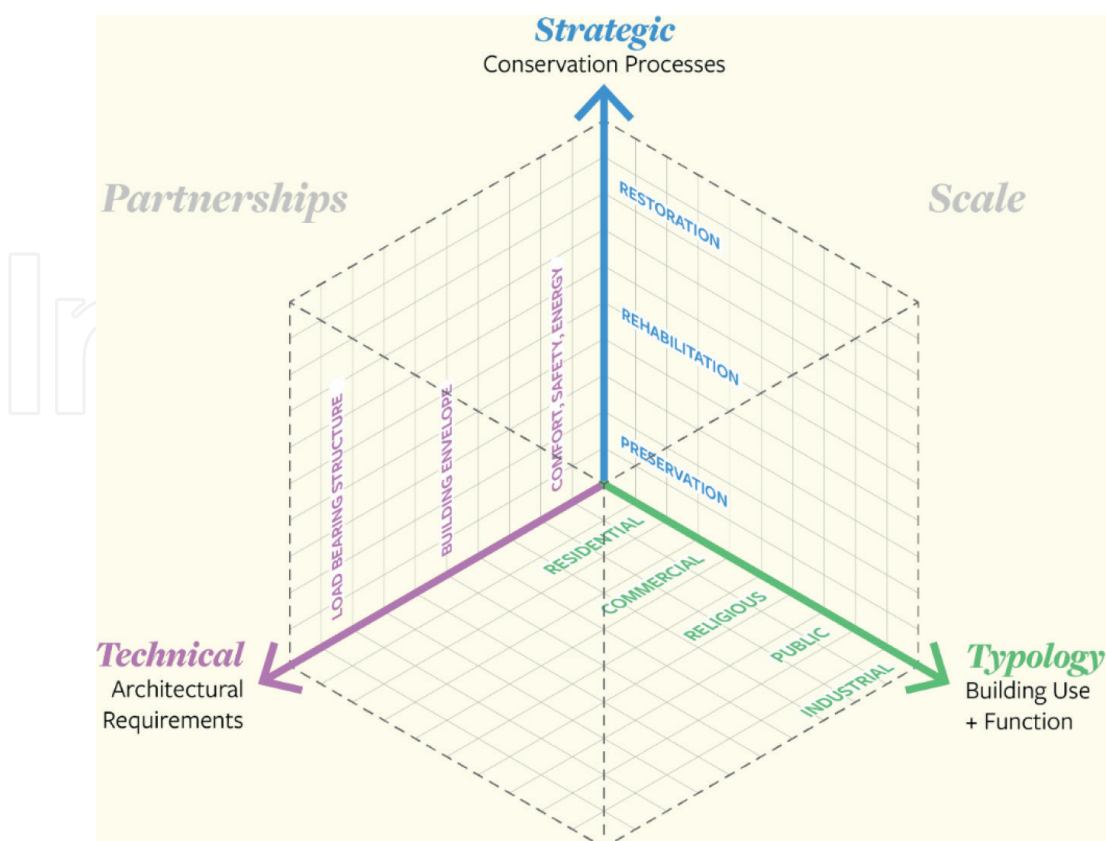 Strategic
Conservation Processes
Partnerships
Scale
RESTORATION
REHABILITATION
PRESERVATION
COMFORT, SAFETY, ENERGY
BUILDING ENVELOPE
LOAD BEARING STRUCTURE
RESIDENTIAL
COMMERCIAL
RELIGIOUS
PUBLIC
INDUSTRIAL
Technical
Architectural
Requirements
Typology
Building Use
+ Function